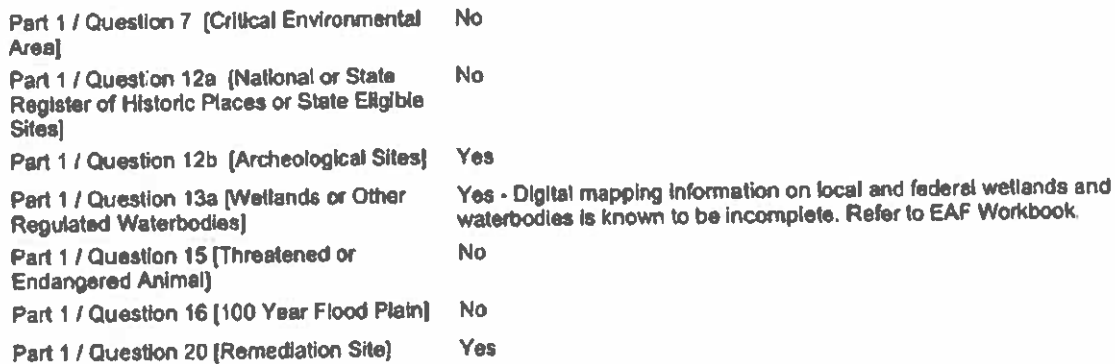 Part 1 / Question 7 [Critical Environmental Area] No
Part 1 / Question 12a [National or State Register of Historic Places or State Eligible Sites] No
Part 1 / Question 12b [Archeological Sites] Yes
Part 1 / Question 13a [Wetlands or Other Regulated Waterbodies] Yes - Digital mapping information on local and federal wetlands and waterbodies is known to be incomplete. Refer to EAF Workbook.
Part 1 / Question 15 [Threatened or Endangered Animal] No
Part 1 / Question 16 [100 Year Flood Plain] No
Part 1 / Question 20 [Remediation Site] Yes